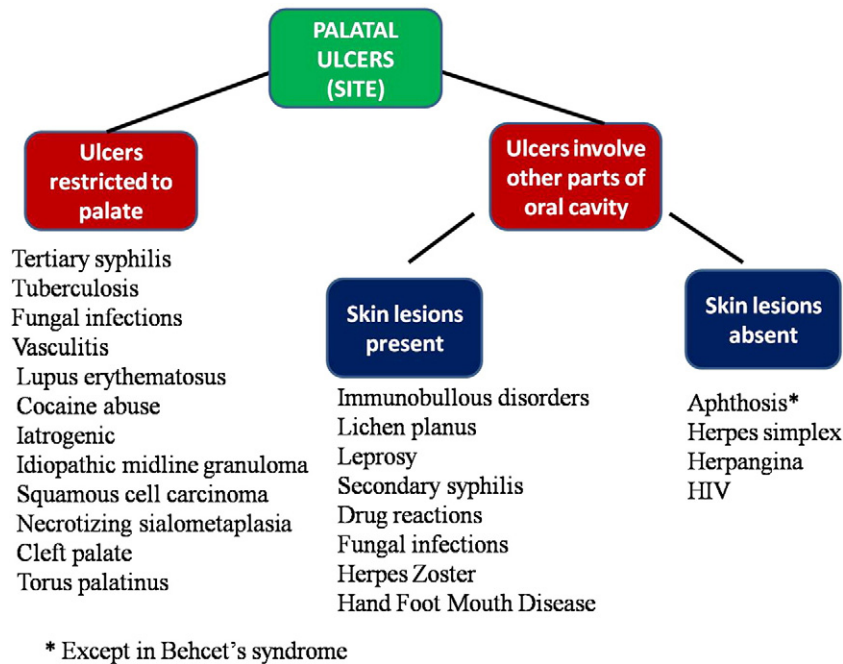 PALATAL
ULCERS
(SITE)
Ulcers
restricted to
palate
Tertiary syphilis
Tuberculosis
Fungal infections
Vasculitis
Lupus erythematosus
Cocaine abuse
Iatrogenic
Idiopathic midline granuloma
Squamous cell carcinoma
Necrotizing sialometaplasia
Cleft palate
Torus palatinus
Ulcers involve
other parts of
oral cavity
Skin lesions
present
Immunobullous disorders
Lichen planus
Leprosy
Secondary syphilis
Drug reactions
Fungal infections
Herpes Zoster
Hand Foot Mouth Disease
Skin lesions
absent
Aphthosis*
Herpes simplex
Herpangina
HIV
* Except in Behcet's syndrome